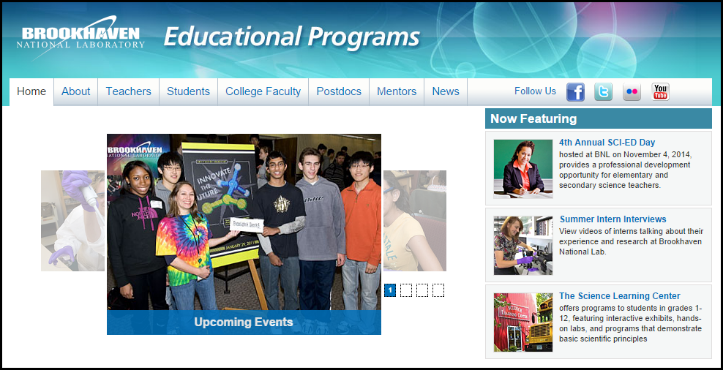 BROOKHAVEN
NATIONAL LABORATORY
Educational Programs
Home
About
Teachers
Students
College Faculty
Postdocs
Mentors
News
Follow Us
You
Tube
Now Featuring
BROOKHAVEN
INNOVATE
THE
FUTURE
1
Upcoming Events
4th Annual SCI-ED Day
hosted at BNL on November 4, 2014,
provides a professional development
opportunity for elementary and
secondary science teachers.
Summer Intern Interviews
View videos of interns talking about their
experience and research at Brookhaven
National Lab.
The Science Learning Center
offers programs to students in grades 1-
12, featuring interactive exhibits, hands-
on labs, and programs that demonstrate
basic scientific principles